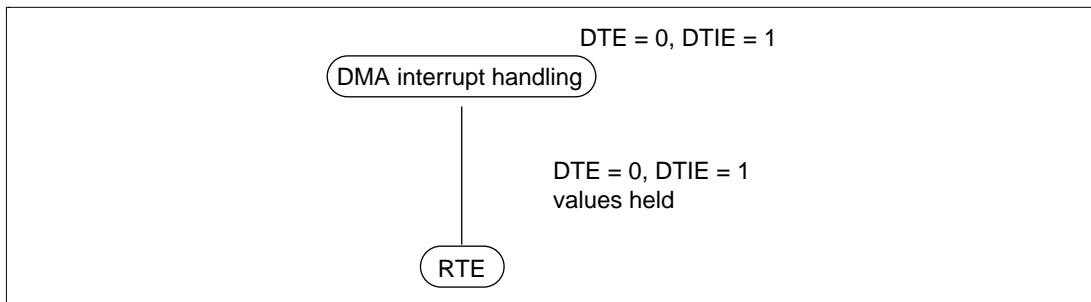 DTE = 0, DTIE = 1
DMA interrupt handling
DTE = 0, DTIE = 1
values held
RTE